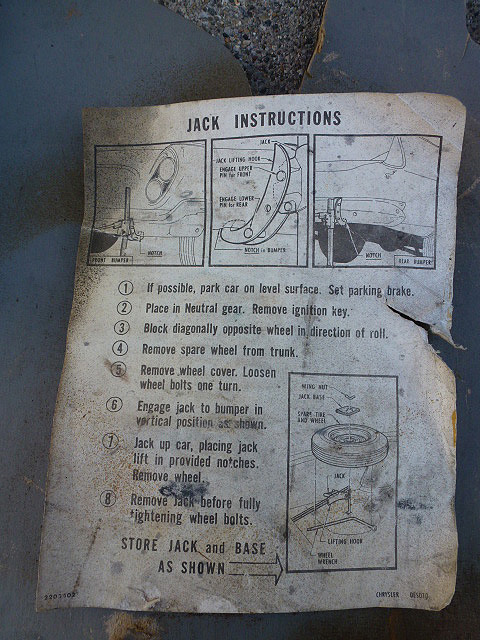 JACK INSTRUCTIONS
JACK
JACK LIFTING HOOK
ENGAGE UPPER
PIN for FRONT
ENGAGE LOWER
PIN for REAR
NOTCH in BUMPER
FRONT BUMPER
NOTCH
NOTCH
REAR BUMPER
1 If possible, park car on level surface. Set parking brake.
2 Place in Neutral gear. Remove ignition key.
3 Block diagonally opposite wheel in direction of roll.
4 Remove spare wheel from trunk.
5 Remove wheel cover. Loosen
wheel bolts one turn.
6 Engage jack to bumper in
vertical position as shown.
7 Jack up car, placing jack
lift in provided notches.
Remove wheel.
8 Remove jack before fully
tightening wheel bolts.
STORE JACK and BASE
AS SHOWN
WING NUT
JACK BASE
SPARE TIRE
AND WHEEL
JACK
LIFTING HOOK
WHEEL
WRENCH
CHRYSLER